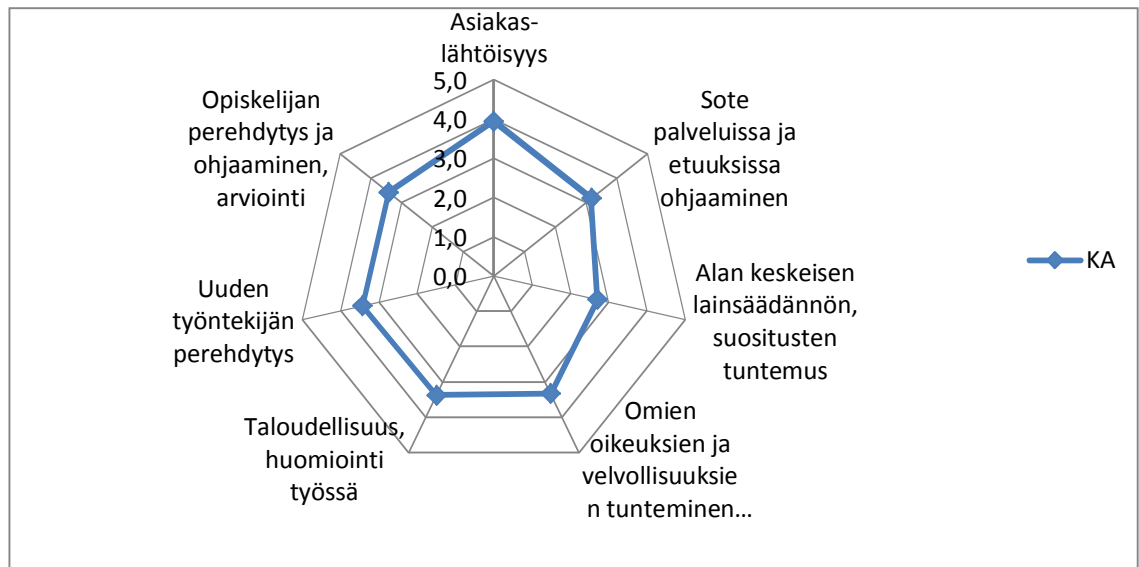 Asiakas-
lähtöisyys
5,0
4,0
3,0
2,0
1,0
0,0
Sote
palveluissa ja
etuuksissa
ohjaaminen
Alan keskeisen
lainsäädännön,
suositusten
tuntemus
Omien
oikeuksien ja
velvollisuuksie
n tunteminen...
Taloudellisuus,
huomiointi
työssä
Uuden
työntekijän
perehdytys
Opiskelijan
perehdytys ja
ohjaaminen,
arviointi
KA